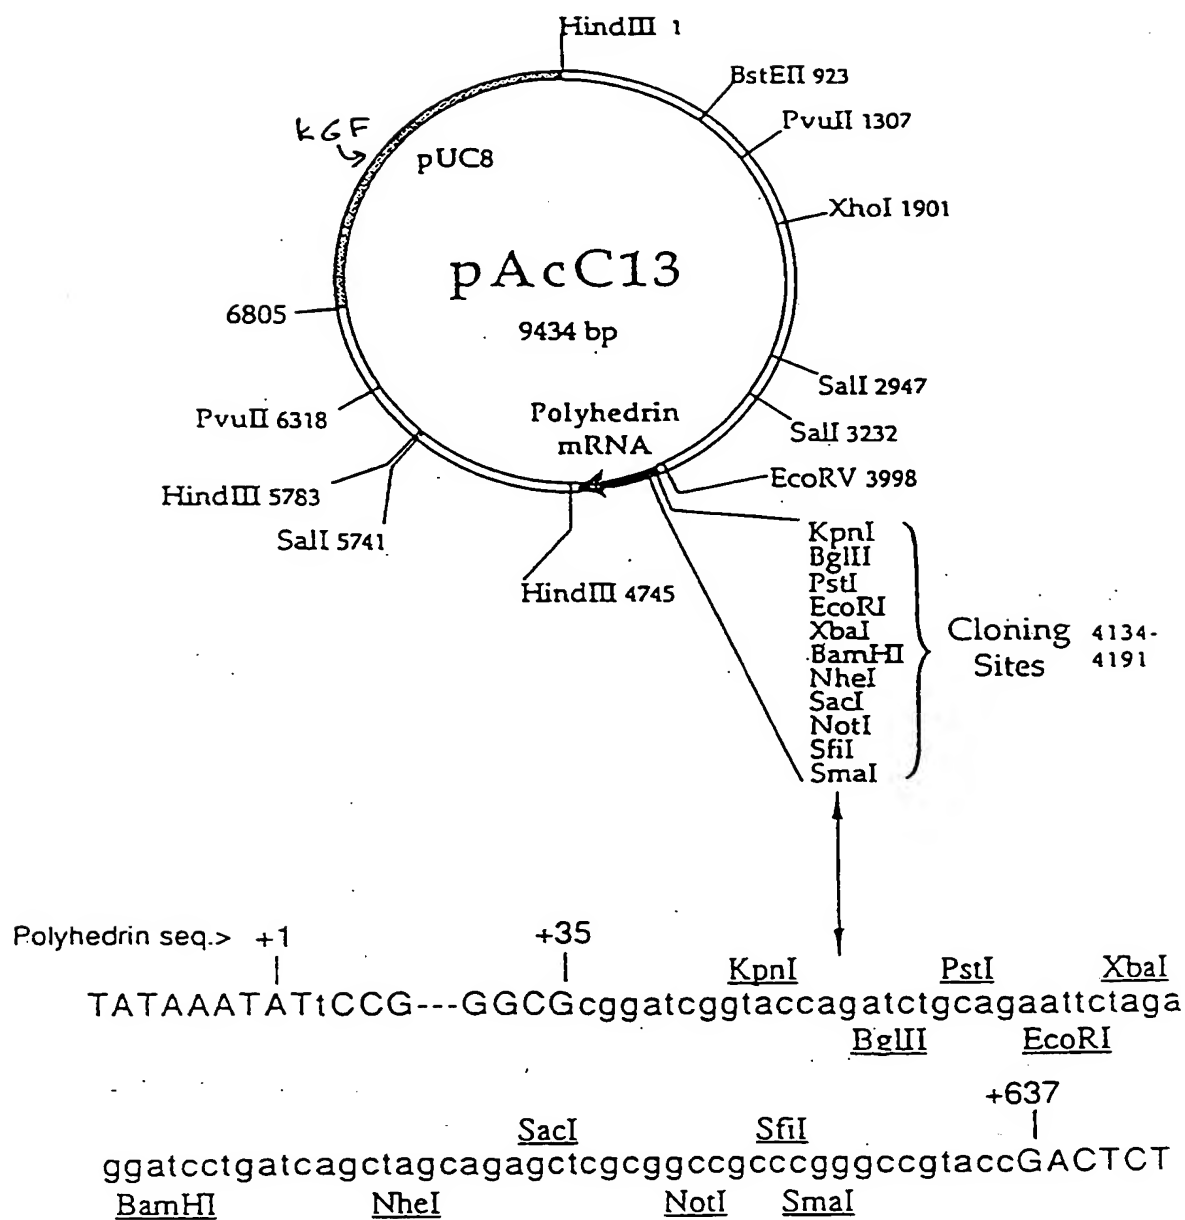 HindIII 1
BstEII 923
PvuII 1307
KGF
pUC8
XhoI 1901
pAcC13
9434 bp
6805
SalI 2947
PvuII 6318
Polyhedrin
mRNA
SalI 3232
EcoRV 3998
HindIII 5783
SalI 5741
HindIII 4745
KpnI
BglII
PstI
EcoRI
XbaI
BamHI
NheI
SacI
NotI
SfiI
SmaI
Cloning
Sites
4134-
4191
Polyhedrin seq.> +1
+35
KpnI PstI XbaI
TATAAATATtCCG---GGCGcggatcggtaccagatctgcagaattctaga
BglII EcoRI
+637
SacI SfiI
ggatcctgatcagctagcagagctcgcggccgcccgggccgtaccGACTCT
BamHI NheI NotI SmaI